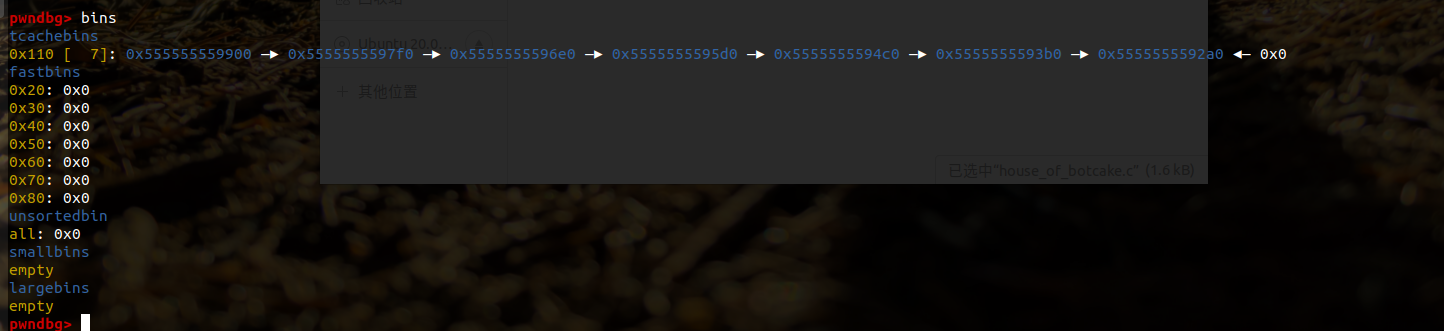 pwndbg> bins
tcachebins
0x110 [  7]: 0x555555559900 —▸ 0x5555555597f0 —▸ 0x5555555596e0 —▸ 0x5555555595d0 —▸ 0x5555555594c0 —▸ 0x5555555593b0 —▸ 0x5555555592a0 ◂— 0x0
fastbins
0x20: 0x0
0x30: 0x0
0x40: 0x0
0x50: 0x0
0x60: 0x0
0x70: 0x0
0x80: 0x0
unsortedbin
all: 0x0
smallbins
empty
largebins
empty
pwndbg>
Ubuntu 20.0...
+ 其他位置
已选中"house_of_botcake.c" (1.6 kB)